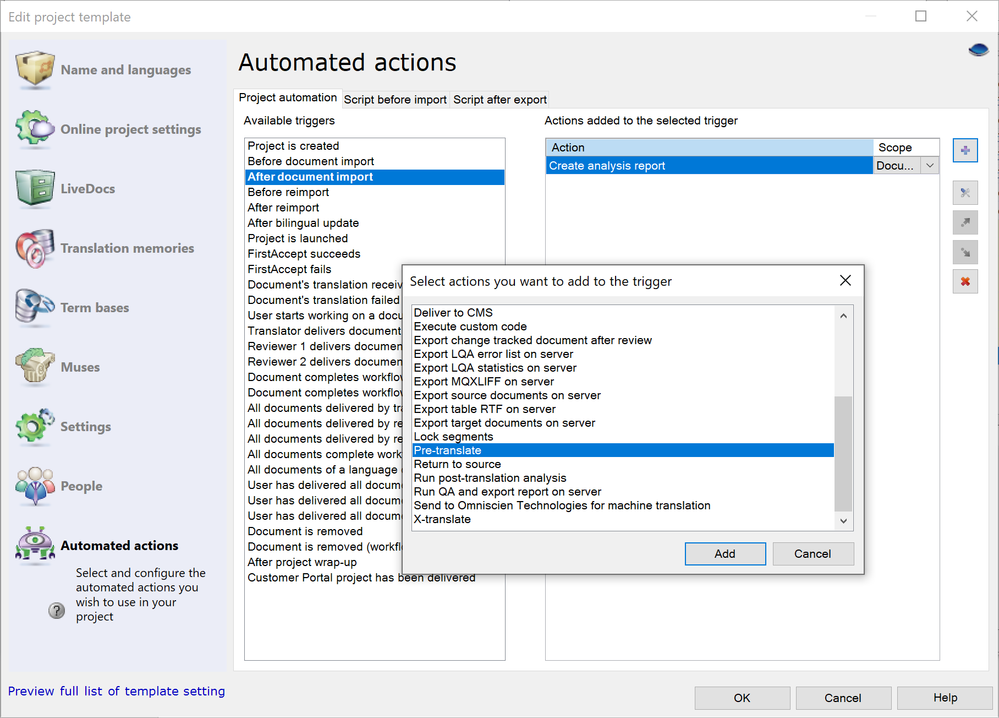 Edit project template
Name and languages
Online project settings
LiveDocs
Translation memories
Term bases
Muses
Settings
People
Automated actions
Select and configure the
automated actions you
wish to use in your
project
?
Preview full list of template setting
Automated actions
Project automation
Script before import
Script after export
Available triggers
Project is created
Before document import
After document import
Before reimport
After reimport
After bilingual update
Project is launched
FirstAccept succeeds
FirstAccept fails
Document's translation receiv
Document's translation failed
User starts working on a docu
Translator delivers document
Reviewer 1 delivers documen
Reviewer 2 delivers documen
Document completes workflow
Document completes workflow
All documents delivered by tra
All documents delivered by re
All documents delivered by re
All documents complete work
All documents of a language
User has delivered all docume
User has delivered all docume
User has delivered all docume
Document is removed
Document is removed (workfl
After project wrap-up
Customer Portal project has been delivered
Actions added to the selected trigger
Action Scope
Create analysis report Docu...
Select actions you want to add to the trigger
Deliver to CMS
Execute custom code
Export change tracked document after review
Export LQA error list on server
Export LQA statistics on server
Export MQXLIFF on server
Export source documents on server
Export table RTF on server
Export target documents on server
Lock segments
Pre-translate
Return to source
Run post-translation analysis
Run QA and export report on server
Send to Omniscien Technologies for machine translation
X-translate
Add
Cancel
OK
Cancel
Help